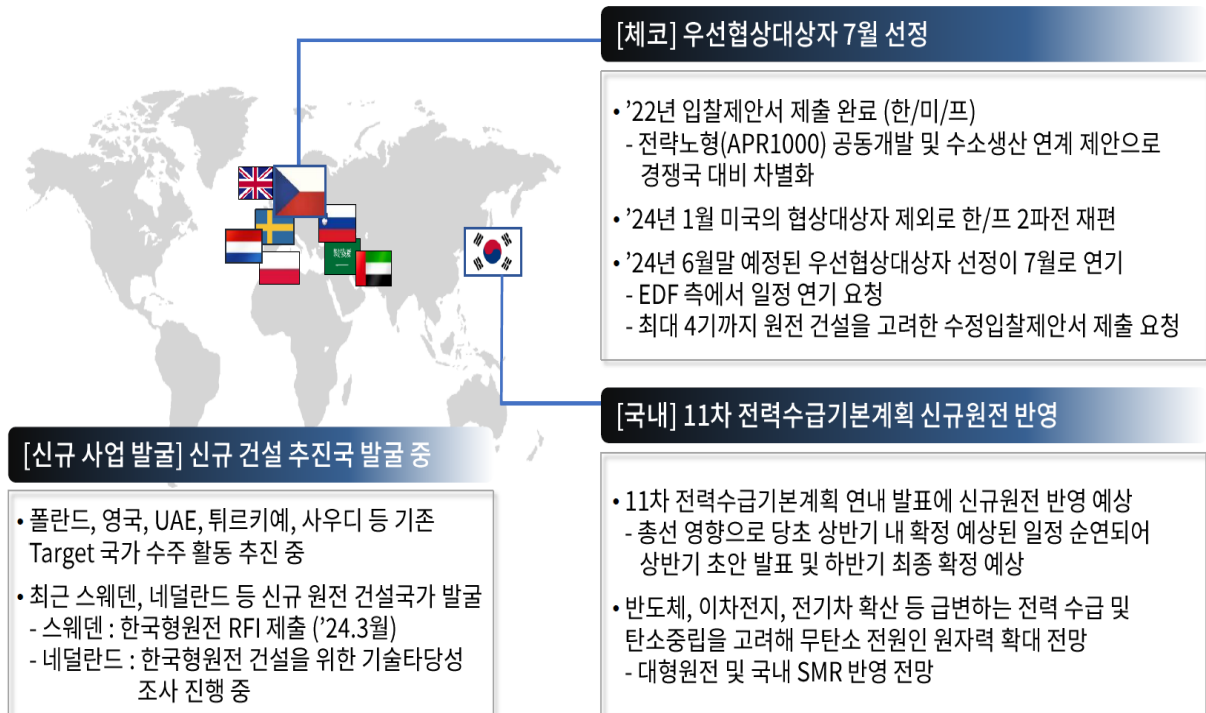 [체코] 우선협상대상자 7월 선정
• ’22년 입찰제안서 제출 완료 (한/미/프)
- 전략노형(APR1000) 공동개발 및 수소생산 연계 제안으로
경쟁국 대비 차별화
• ’24년 1월 미국의 협상대상자 제외로 한/프 2파전 재편
• ’24년 6월말 예정된 우선협상대상자 선정이 7월로 연기
- EDF 측에서 일정 연기 요청
- 최대 4기까지 원전 건설을 고려한 수정입찰제안서 제출 요청
[국내] 11차 전력수급기본계획 신규원전 반영
• 11차 전력수급기본계획 연내 발표에 신규원전 반영 예상
- 총선 영향으로 당초 상반기 내 확정 예상된 일정 순연되어
상반기 초안 발표 및 하반기 최종 확정 예상
• 반도체, 이차전지, 전기차 확산 등 급변하는 전력 수급 및
탄소중립을 고려해 무탄소 전원인 원자력 확대 전망
- 대형원전 및 국내 SMR 반영 전망
[신규 사업 발굴] 신규 건설 추진국 발굴 중
• 폴란드, 영국, UAE, 튀르키예, 사우디 등 기존
Target 국가 수주 활동 추진 중
• 최근 스웨덴, 네덜란드 등 신규 원전 건설국가 발굴
- 스웨덴 : 한국형원전 RFI 제출 (’24.3월)
- 네덜란드 : 한국형원전 건설을 위한 기술타당성
조사 진행 중